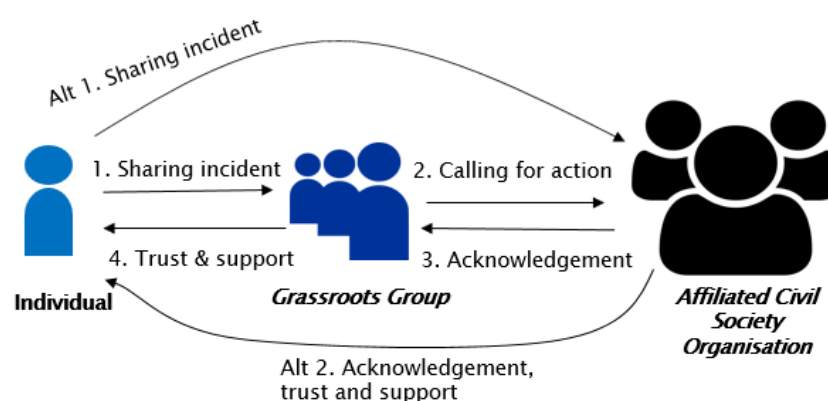 Alt 1. Sharing incident
1. Sharing incident
2. Calling for action
4. Trust & support
3. Acknowledgement
Individual
Grassroots Group
Affiliated Civil
Society
Organisation
Alt 2. Acknowledgement,
trust and support